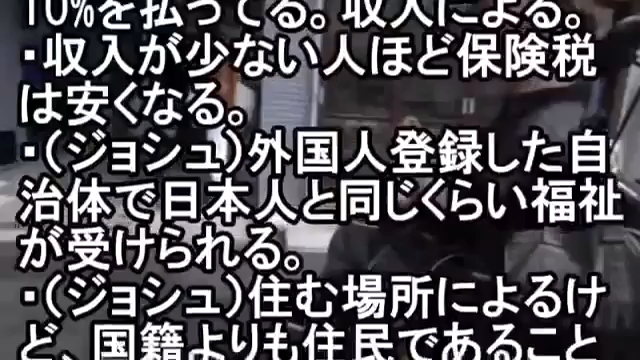 10%を払ってる。収入による。
・収入が少ない人ほど保険税
は安くなる。
・（ジョシュ）外国人登録した自
治体で日本人と同じくらい福祉
が受けられる。
・（ジョシュ）住む場所によるけ
ど、国籍よりも住民であること